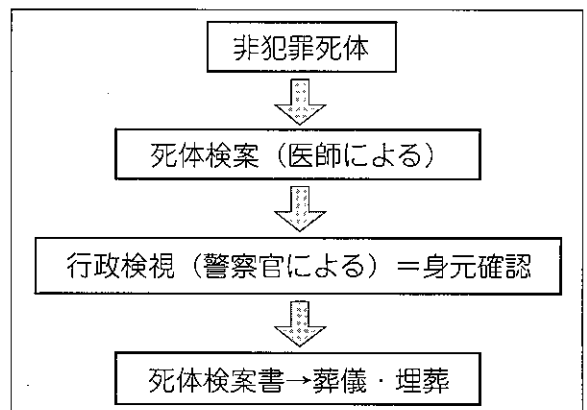 非犯罪死体
死体検案（医師による）
行政検視（警察官による）＝身元確認
死体検案書→葬儀・埋葬